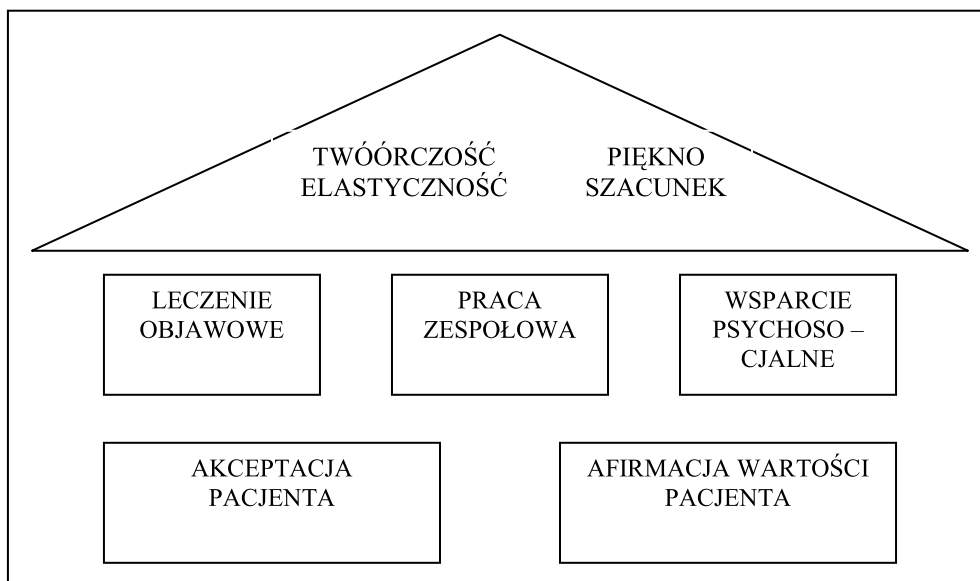 TWÓÓRCZOŚĆ PIĘKNO
ELASTYCZNOŚĆ SZACUNEK
LECZENIE
OBJAWOWE
PRACA
ZESPOŁOWA
WSPARCIE
PSYCHOSO –
CJALNE
AKCEPTACJA
PACJENTA
AFIRMACJA WARTOŚCI
PACJENTA